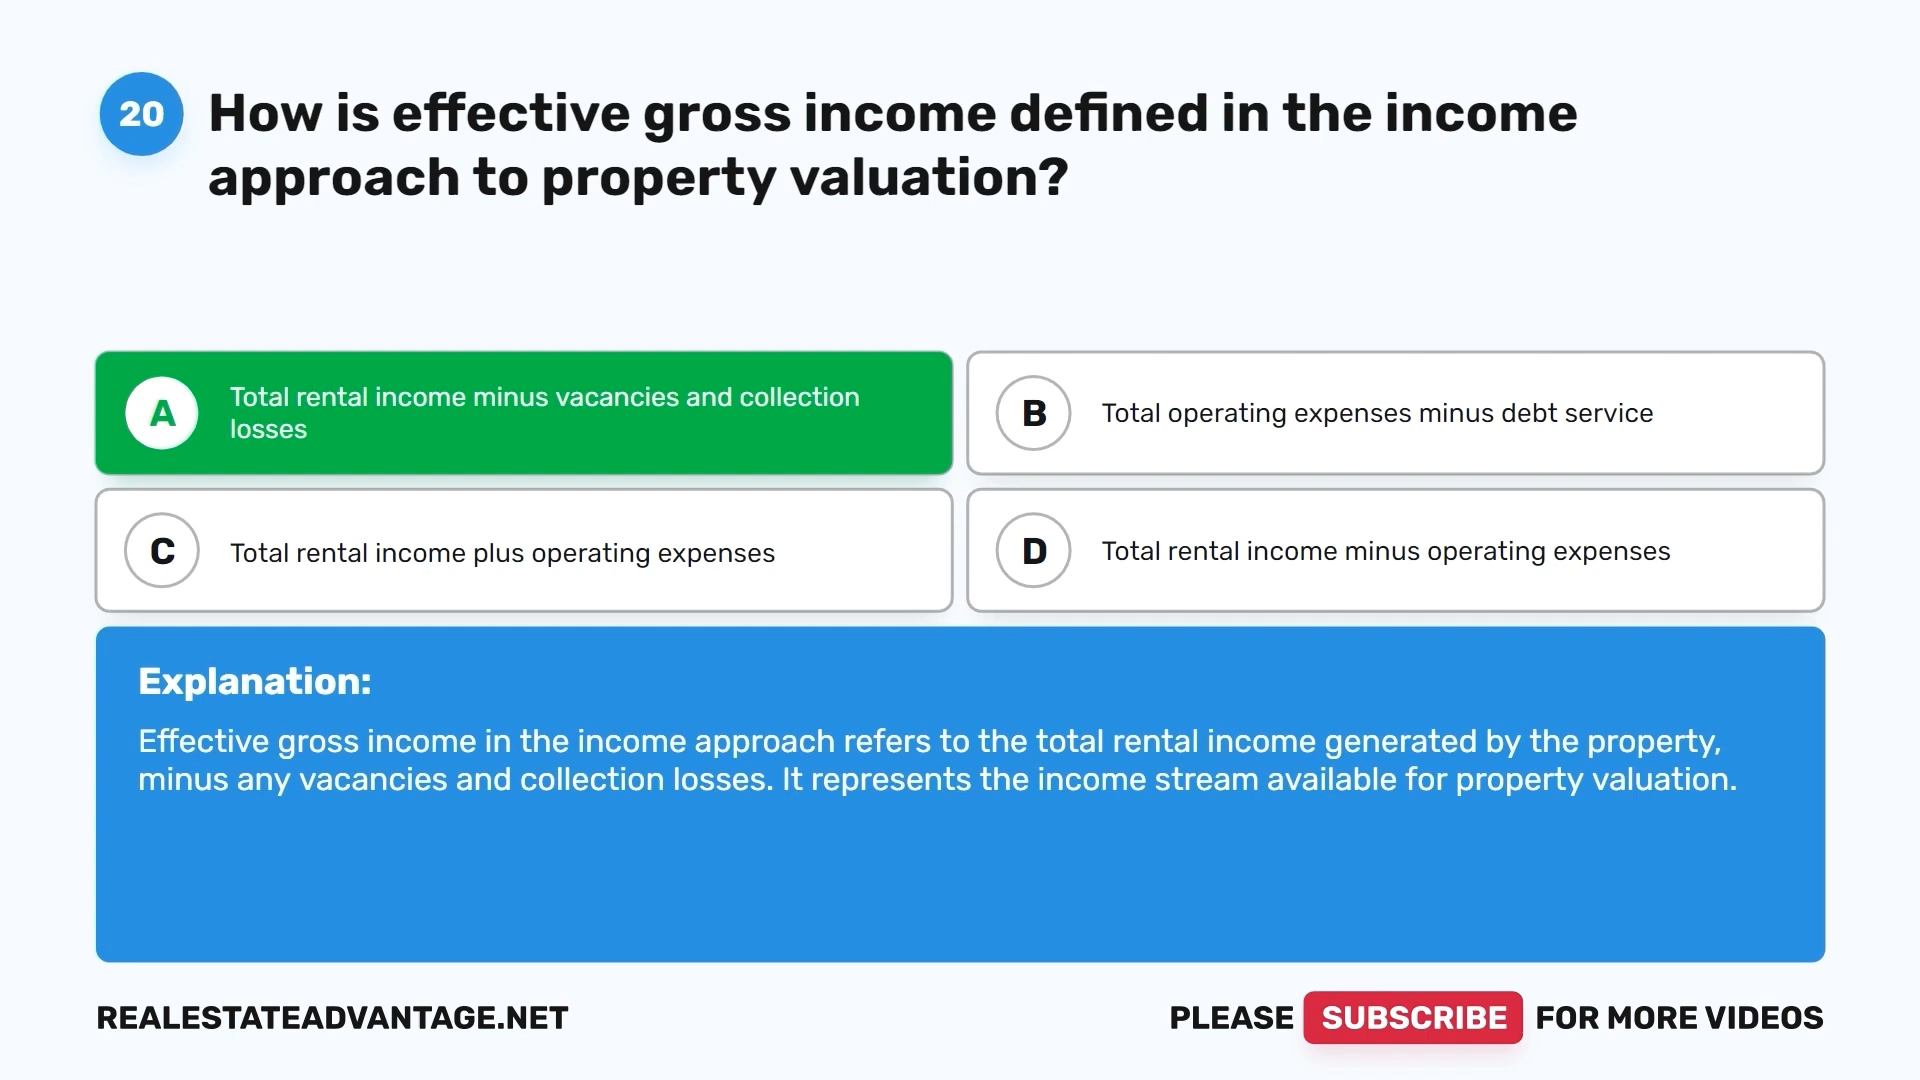 20
How is effective gross income defined in the income
approach to property valuation?
A
Total rental income minus vacancies and collection
losses
B
Total operating expenses minus debt service
C
Total rental income plus operating expenses
D
Total rental income minus operating expenses
Explanation:
Effective gross income in the income approach refers to the total rental income generated by the property,
minus any vacancies and collection losses. It represents the income stream available for property valuation.
REALESTATEADVANTAGE.NET
PLEASE SUBSCRIBE FOR MORE VIDEOS